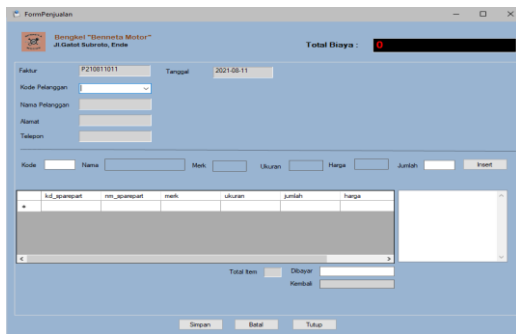 FormPenjualan
Bengkel "Benneta Motor"
Jl.Gatot Subroto, Ende
Total Biaya : 0
Faktur P210811011 Tanggal 2021-08-11
Kode Pelanggan
Nama Pelanggan
Alamat
Telepon
Kode Nama Merk Ukuran Harga Jumlah Insert
kd_sparepart nm_sparepart merk ukuran jumlah harga
Total Item Dibayar
Kembali
Simpan Batal Tutup